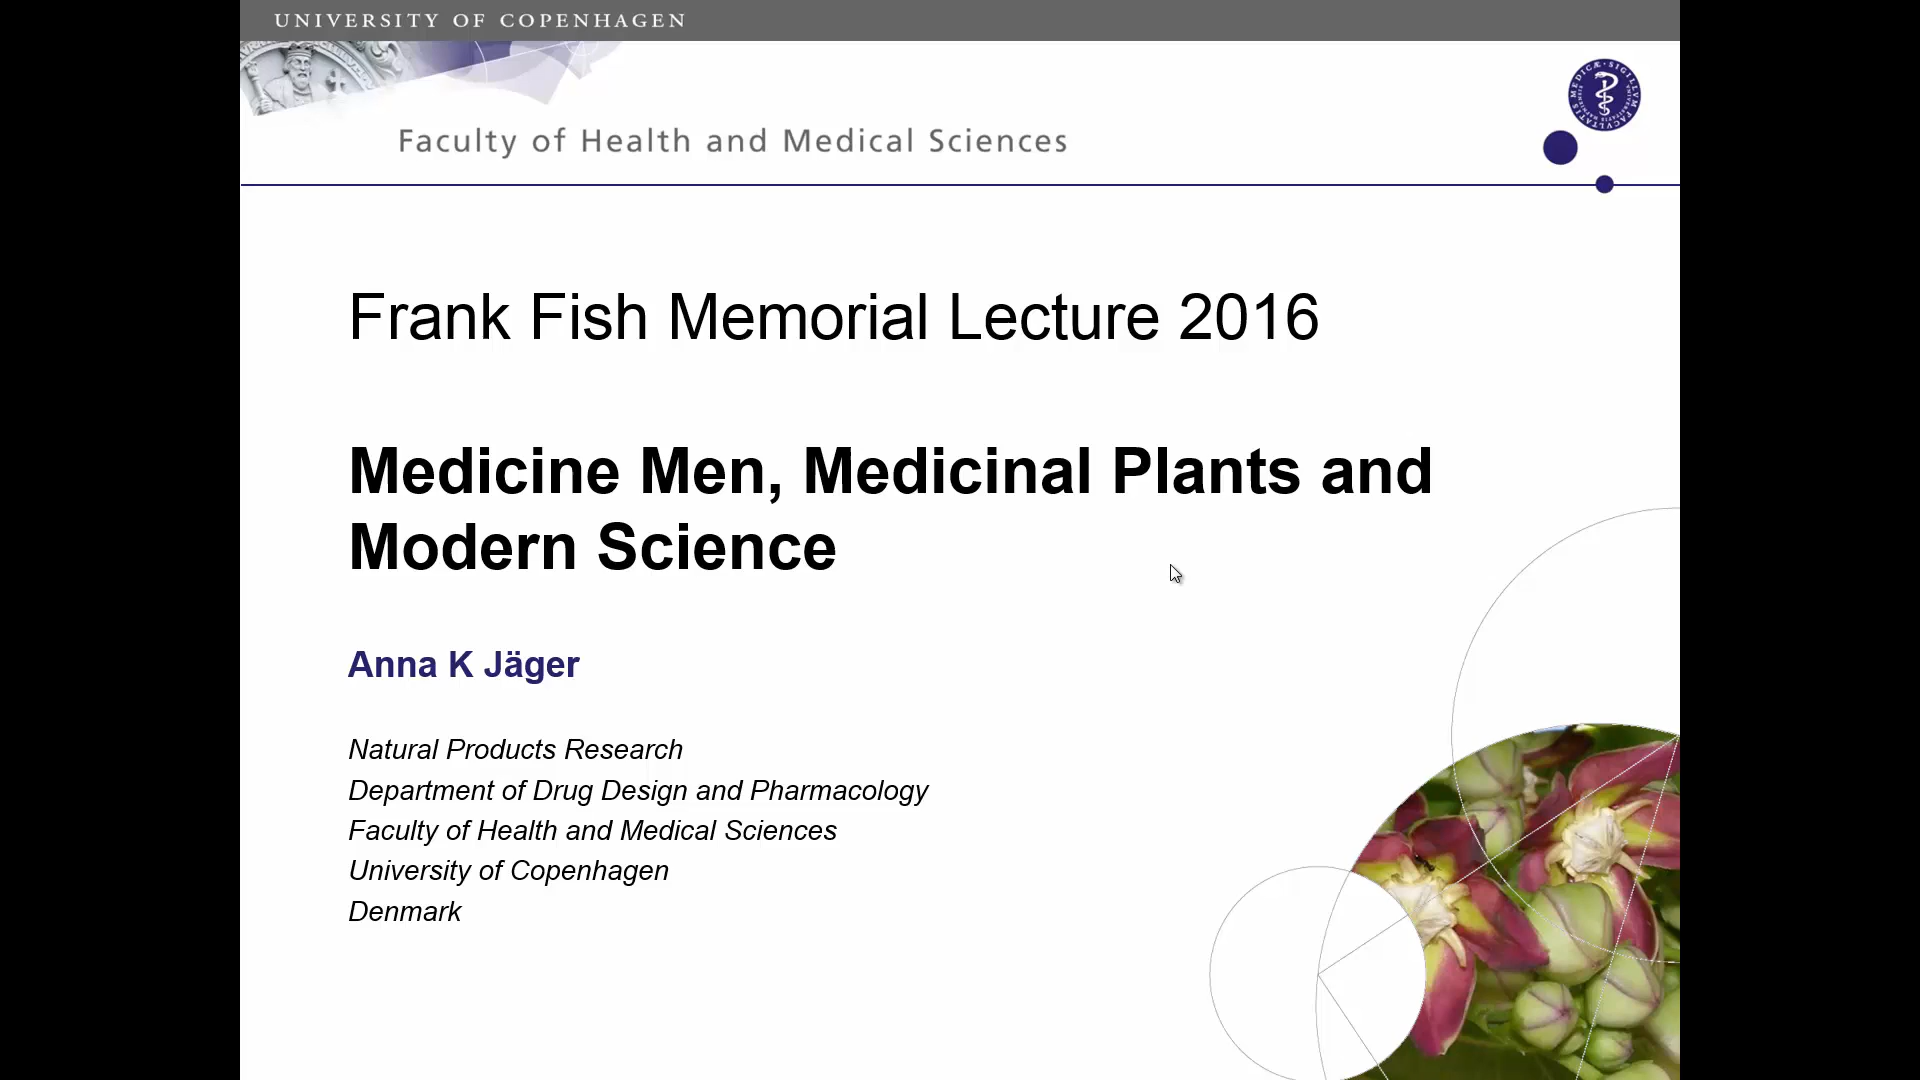 UNIVERSITY OF COPENHAGEN
Faculty of Health and Medical Sciences
Frank Fish Memorial Lecture 2016
Medicine Men, Medicinal Plants and
Modern Science
Anna K Jäger
Natural Products Research
Department of Drug Design and Pharmacology
Faculty of Health and Medical Sciences
University of Copenhagen
Denmark